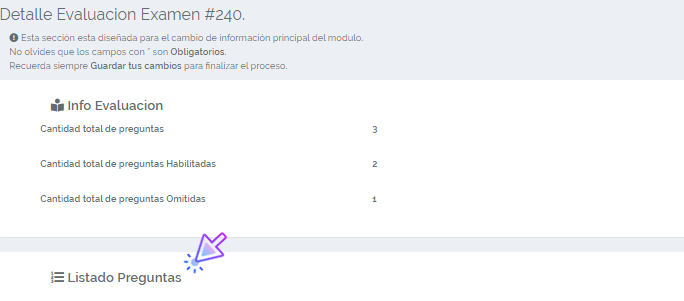 Detalle Evaluacion Examen #240.
Esta sección esta diseñada para el cambio de información principal del modulo.
No olvides que los campos con * son Obligatorios.
Recuerda siempre Guardar tus cambios para finalizar el proceso.
Info Evaluacion
Cantidad total de preguntas 3
Cantidad total de preguntas Habilitadas 2
Cantidad total de preguntas Omitidas 1
Listado Preguntas